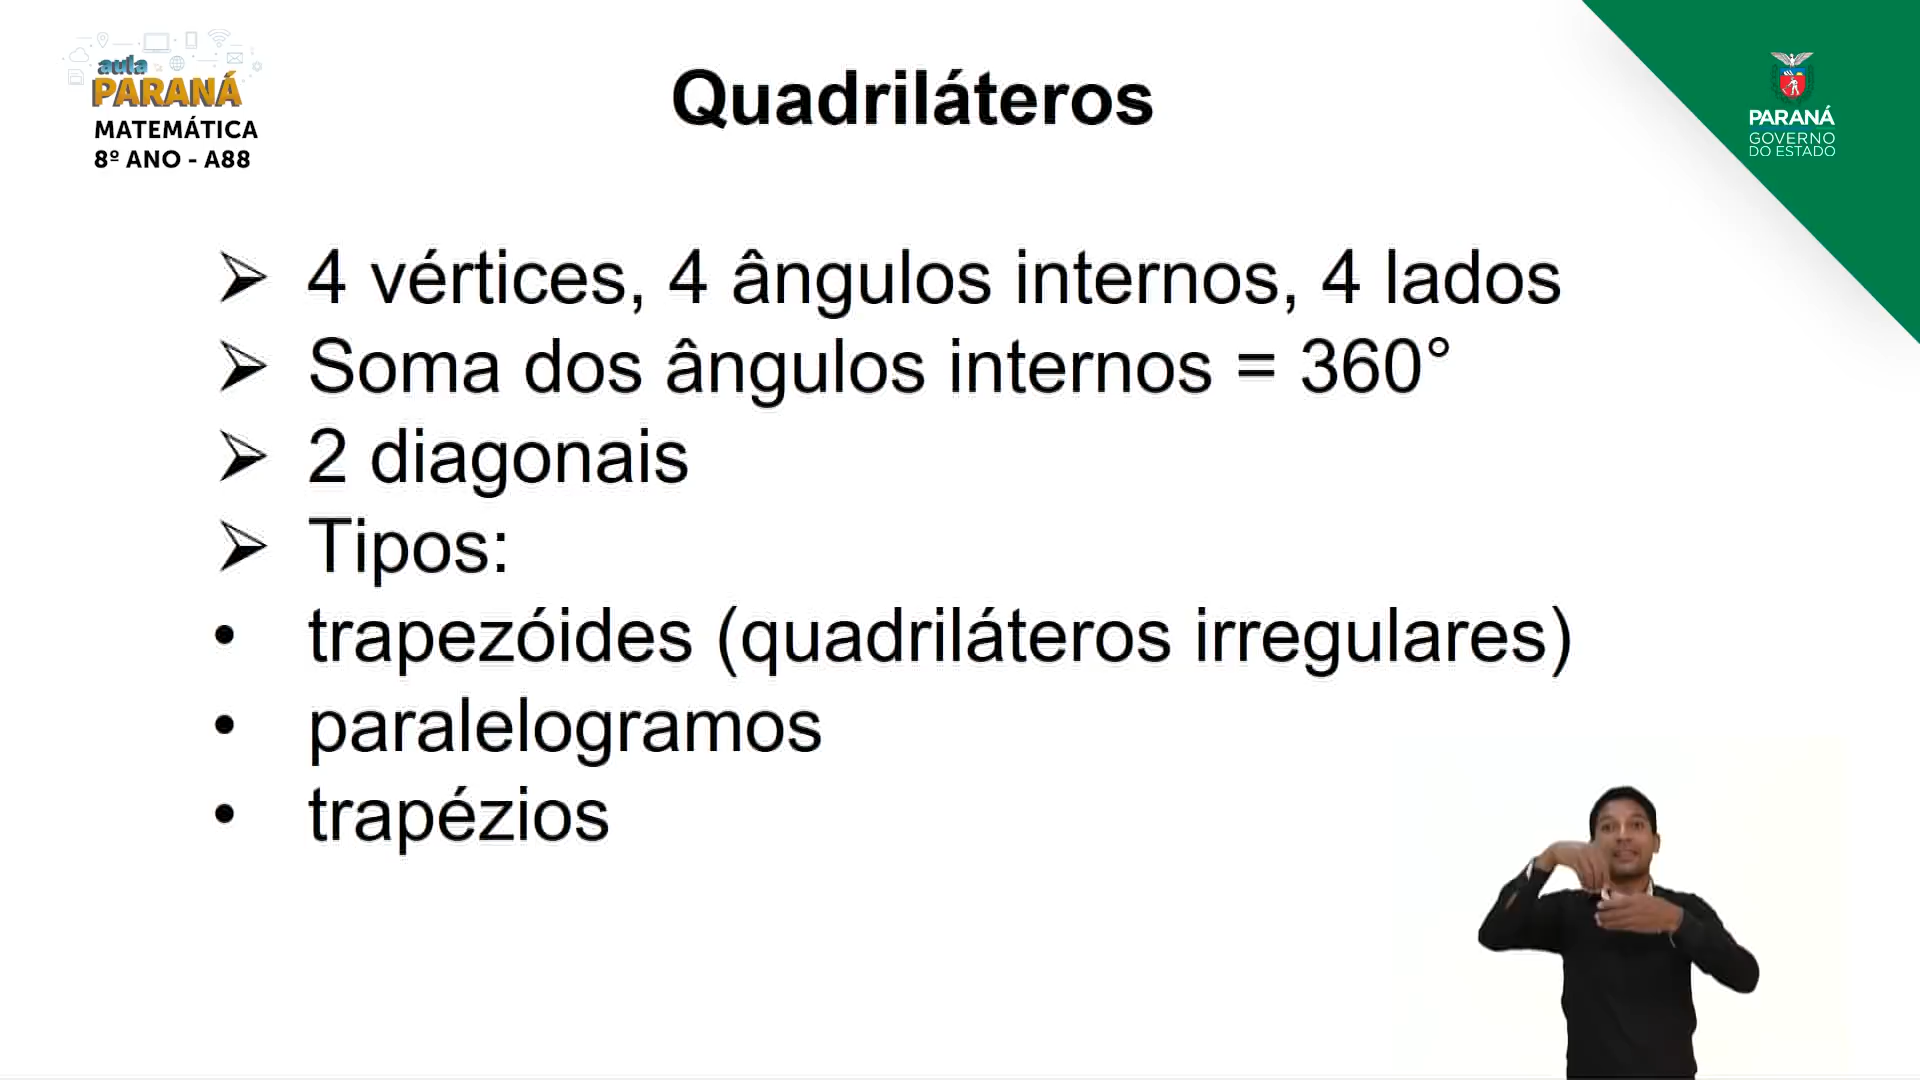 aula
PARANÁ
MATEMÁTICA
8º ANO - A88
Quadriláteros
PARANÁ
GOVERNO
DO ESTADO
➢ 4 vértices, 4 ângulos internos, 4 lados
➢ Soma dos ângulos internos = 360°
➢ 2 diagonais
➢ Tipos:
• trapezóides (quadriláteros irregulares)
• paralelogramos
• trapézios